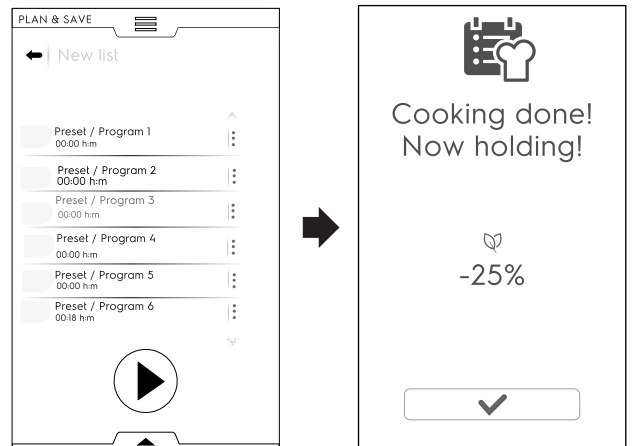 PLAN & SAVE
New list
Preset / Program 1
00:00 h:m
Preset / Program 2
00:00 h:m
Preset / Program 3
00:00 h:m
Preset / Program 4
00:00 h:m
Preset / Program 5
00:00 h:m
Preset / Program 6
00:18 h:m
Cooking done!
Now holding!
-25%